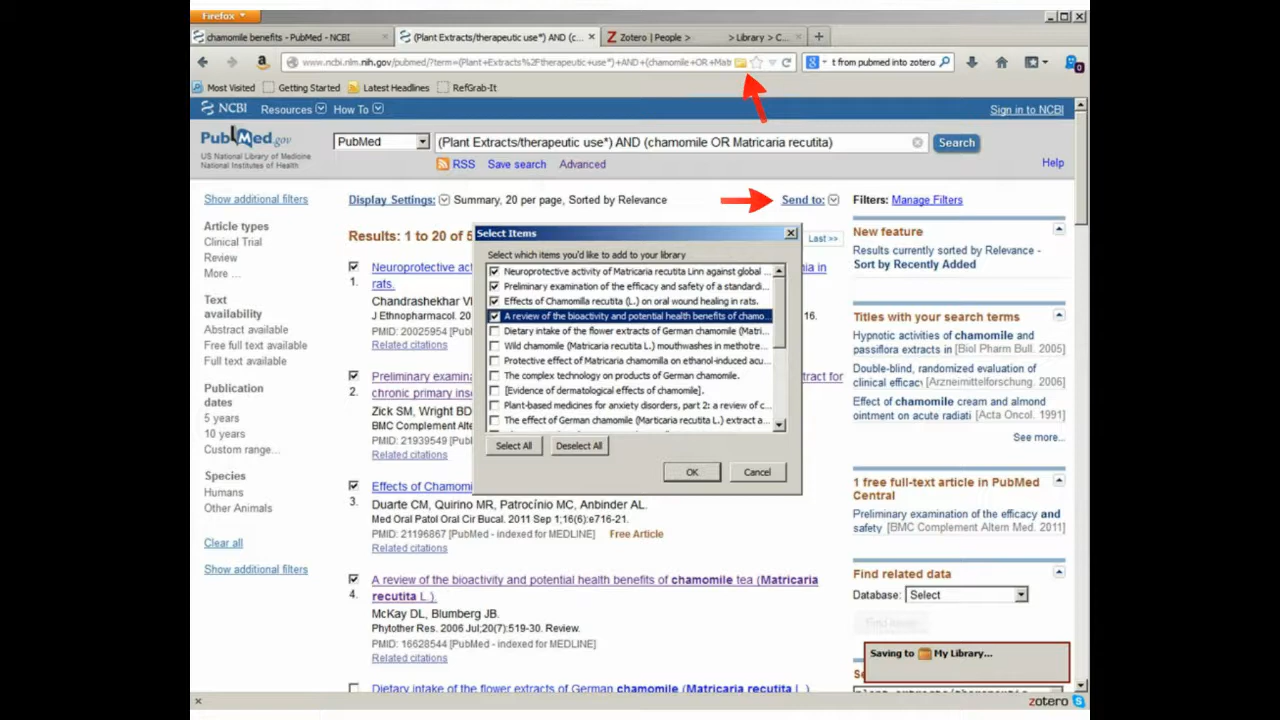 Firefox
chamomile benefits - PubMed - NCBI
(Plant Extracts/therapeutic use*) AND (c...
Zotero | People >
> Library > C...
www.ncbi.nlm.nih.gov/pubmed/?term=(Plant+Extracts%2Ftherapeutic+use*)+AND+(chamomile+OR+Matr
t from pubmed into zotero
Most Visited
Getting Started
Latest Headlines
RefGrab-It
NCBI
Resources
How To
Sign in to NCBI
PubMed.gov
US National Library of Medicine
National Institutes of Health
PubMed
(Plant Extracts/therapeutic use*) AND (chamomile OR Matricaria recutita)
Search
RSS
Save search
Advanced
Help
Show additional filters
Article types
Clinical Trial
Review
More ...
Text
availability
Abstract available
Free full text available
Full text available
Publication
dates
5 years
10 years
Custom range...
Species
Humans
Other Animals
Clear all
Show additional filters
Display Settings:
Summary, 20 per page, Sorted by Relevance
Send to:
Results: 1 to 20 of 5
Last >>
1.
Neuroprotective act
ia in
rats.
Chandrashekhar V
J Ethnopharmacol. 20
16.
PMID: 20025954
Related citations
2.
Preliminary examina
tract for
chronic primary ins
Zick SM, Wright BD
BMC Complement Alter
PMID: 21939549
Related citations
3.
Effects of Chamom
Duarte CM, Quirino MR, Patrocínio MC, Anbinder AL.
Med Oral Patol Oral Cir Bucal. 2011 Sep 1;16(6):e716-21.
PMID: 21196867 [PubMed - indexed for MEDLINE] Free Article
Related citations
4.
A review of the bioactivity and potential health benefits of chamomile tea (Matricaria
recutita L.).
McKay DL, Blumberg JB.
Phytother Res. 2006 Jul;20(7):519-30. Review.
PMID: 16628544 [PubMed - indexed for MEDLINE]
Related citations
Dietary intake of the flower extracts of German chamomile (Matricaria recutita L.)
Select Items
Select which items you'd like to add to your library
Neuroprotective activity of Matricaria recutita Linn against global ...
Preliminary examination of the efficacy and safety of a standardi...
Effects of Chamomilla recutita (L.) on oral wound healing in rats.
A review of the bioactivity and potential health benefits of chamo...
Dietary intake of the flower extracts of German chamomile (Matri...
Wild chamomile (Matricaria recutita L.) mouthwashes in methotre...
Protective effect of Matricaria chamomilla on ethanol-induced acu...
The complex technology on products of German chamomile.
[Evidence of dermatological effects of chamomile].
Plant-based medicines for anxiety disorders, part 2: a review of c...
The effect of German chamomile (Marticaria recutita L.) extract a...
Select All
Deselect All
OK
Cancel
Filters: Manage Filters
New feature
Results currently sorted by Relevance -
Sort by Recently Added
Titles with your search terms
Hypnotic activities of chamomile and
passiflora extracts in [Biol Pharm Bull. 2005]
Double-blind, randomized evaluation of
clinical efficacy [Arzneimittelforschung. 2006]
Effect of chamomile cream and almond
ointment on acute radiati [Acta Oncol. 1991]
See more...
1 free full-text article in PubMed
Central
Preliminary examination of the efficacy and
safety [BMC Complement Altern Med. 2011]
Find related data
Database: Select
Find items
Saving to My Library...
zotero